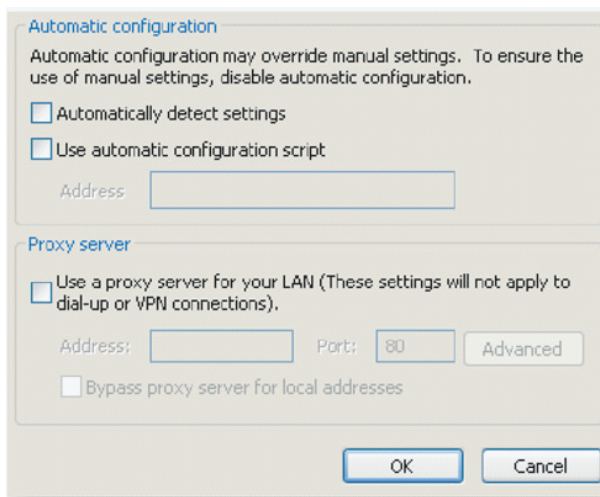 Automatic configuration
Automatic configuration may override manual settings.  To ensure the
use of manual settings, disable automatic configuration.
Automatically detect settings
Use automatic configuration script
Address
Proxy server
Use a proxy server for your LAN (These settings will not apply to
dial-up or VPN connections).
Address:
Port:
80
Advanced
Bypass proxy server for local addresses
OK
Cancel